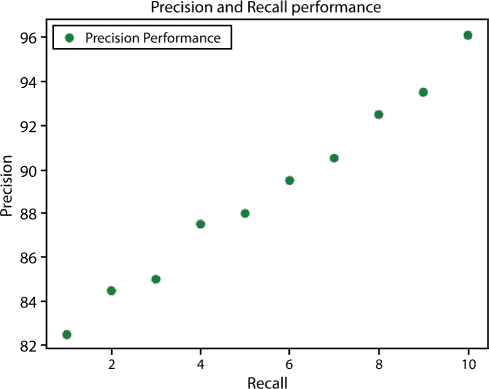 Precision and Recall performance
Precision Performance
Precision
96
94
92
90
88
86
84
82
2 4 6 8 10
Recall